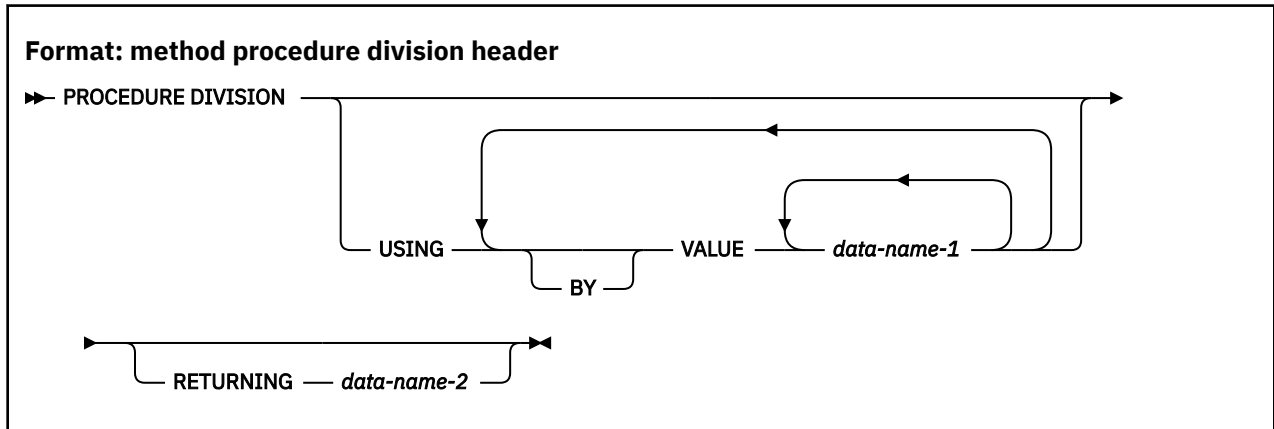 Format: method procedure division header
PROCEDURE DIVISION
USING VALUE data-name-1
BY
RETURNING data-name-2